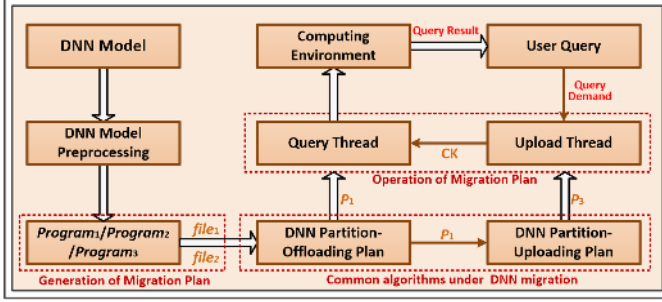 DNN Model
Computing
Environment
Query Result
User Query
Query
Demand
DNN Model
Preprocessing
Query Thread
CK
Upload Thread
Operation of Migration Plan
P1
P3
Program1/Program2
/Program3
file1
file2
DNN Partition-
Offloading Plan
P1
DNN Partition-
Uploading Plan
Generation of Migration Plan
Common algorithms under DNN migration